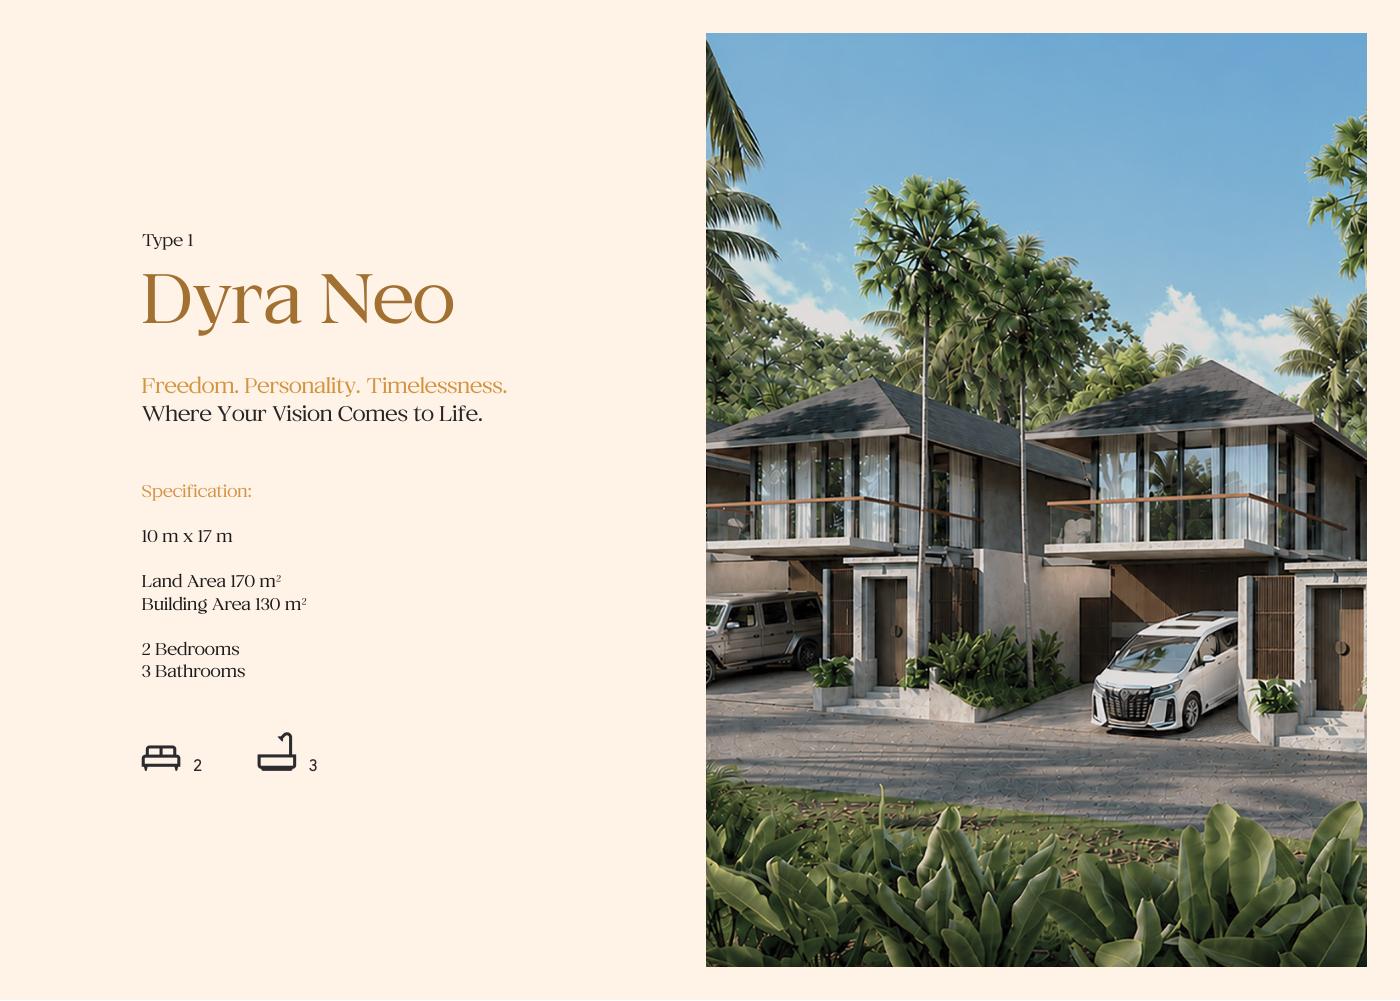 Type 1
Dyra Neo
Freedom. Personality. Timelessness.
Where Your Vision Comes to Life.
Specification:
10 m x 17 m
Land Area 170 m²
Building Area 130 m²
2 Bedrooms
3 Bathrooms
2 3